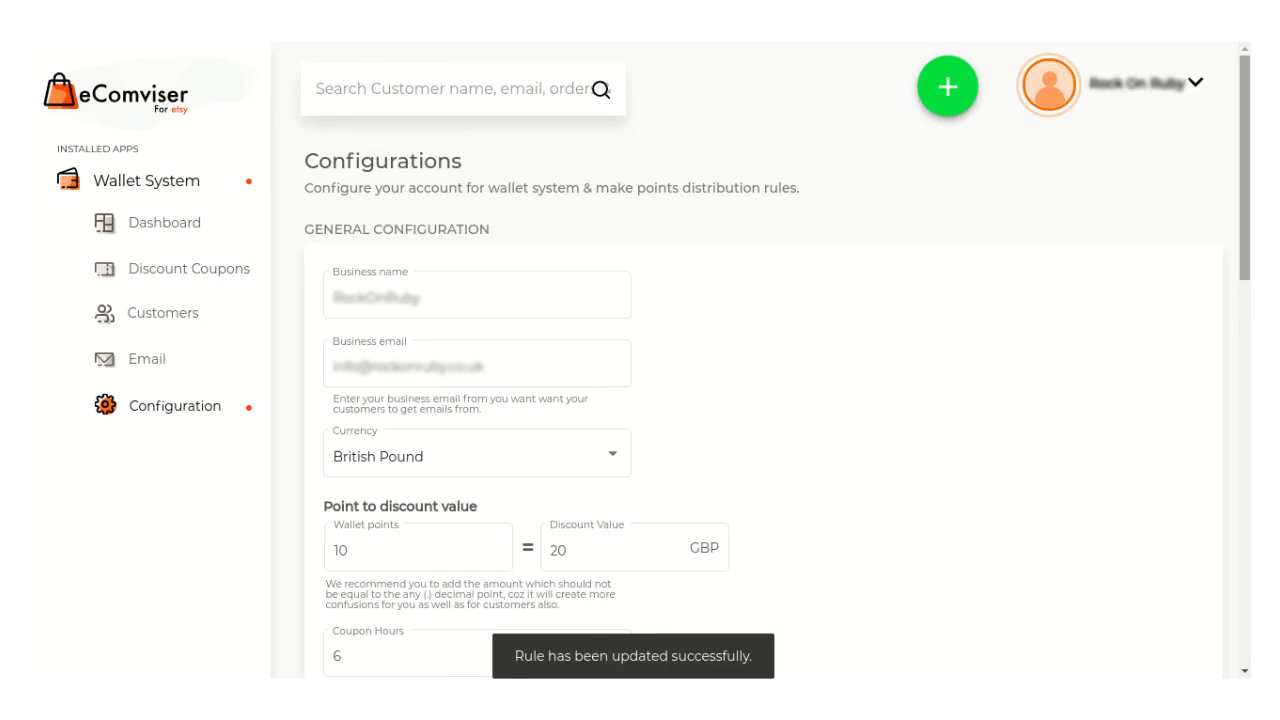 eComviser
For etsy
Search Customer name, email, order
INSTALLED APPS
Wallet System
Dashboard
Discount Coupons
Customers
Email
Configuration
Configurations
Configure your account for wallet system & make points distribution rules.
GENERAL CONFIGURATION
Business name
Business email
Enter your business email from you want want your
customers to get emails from.
Currency
British Pound
Point to discount value
Wallet points
10
=
Discount Value
20
GBP
We recommend you to add the amount which should not
be equal to the any (.) decimal point, coz it will create more
confusions for you as well as for customers also.
Coupon Hours
6
Rule has been updated successfully.